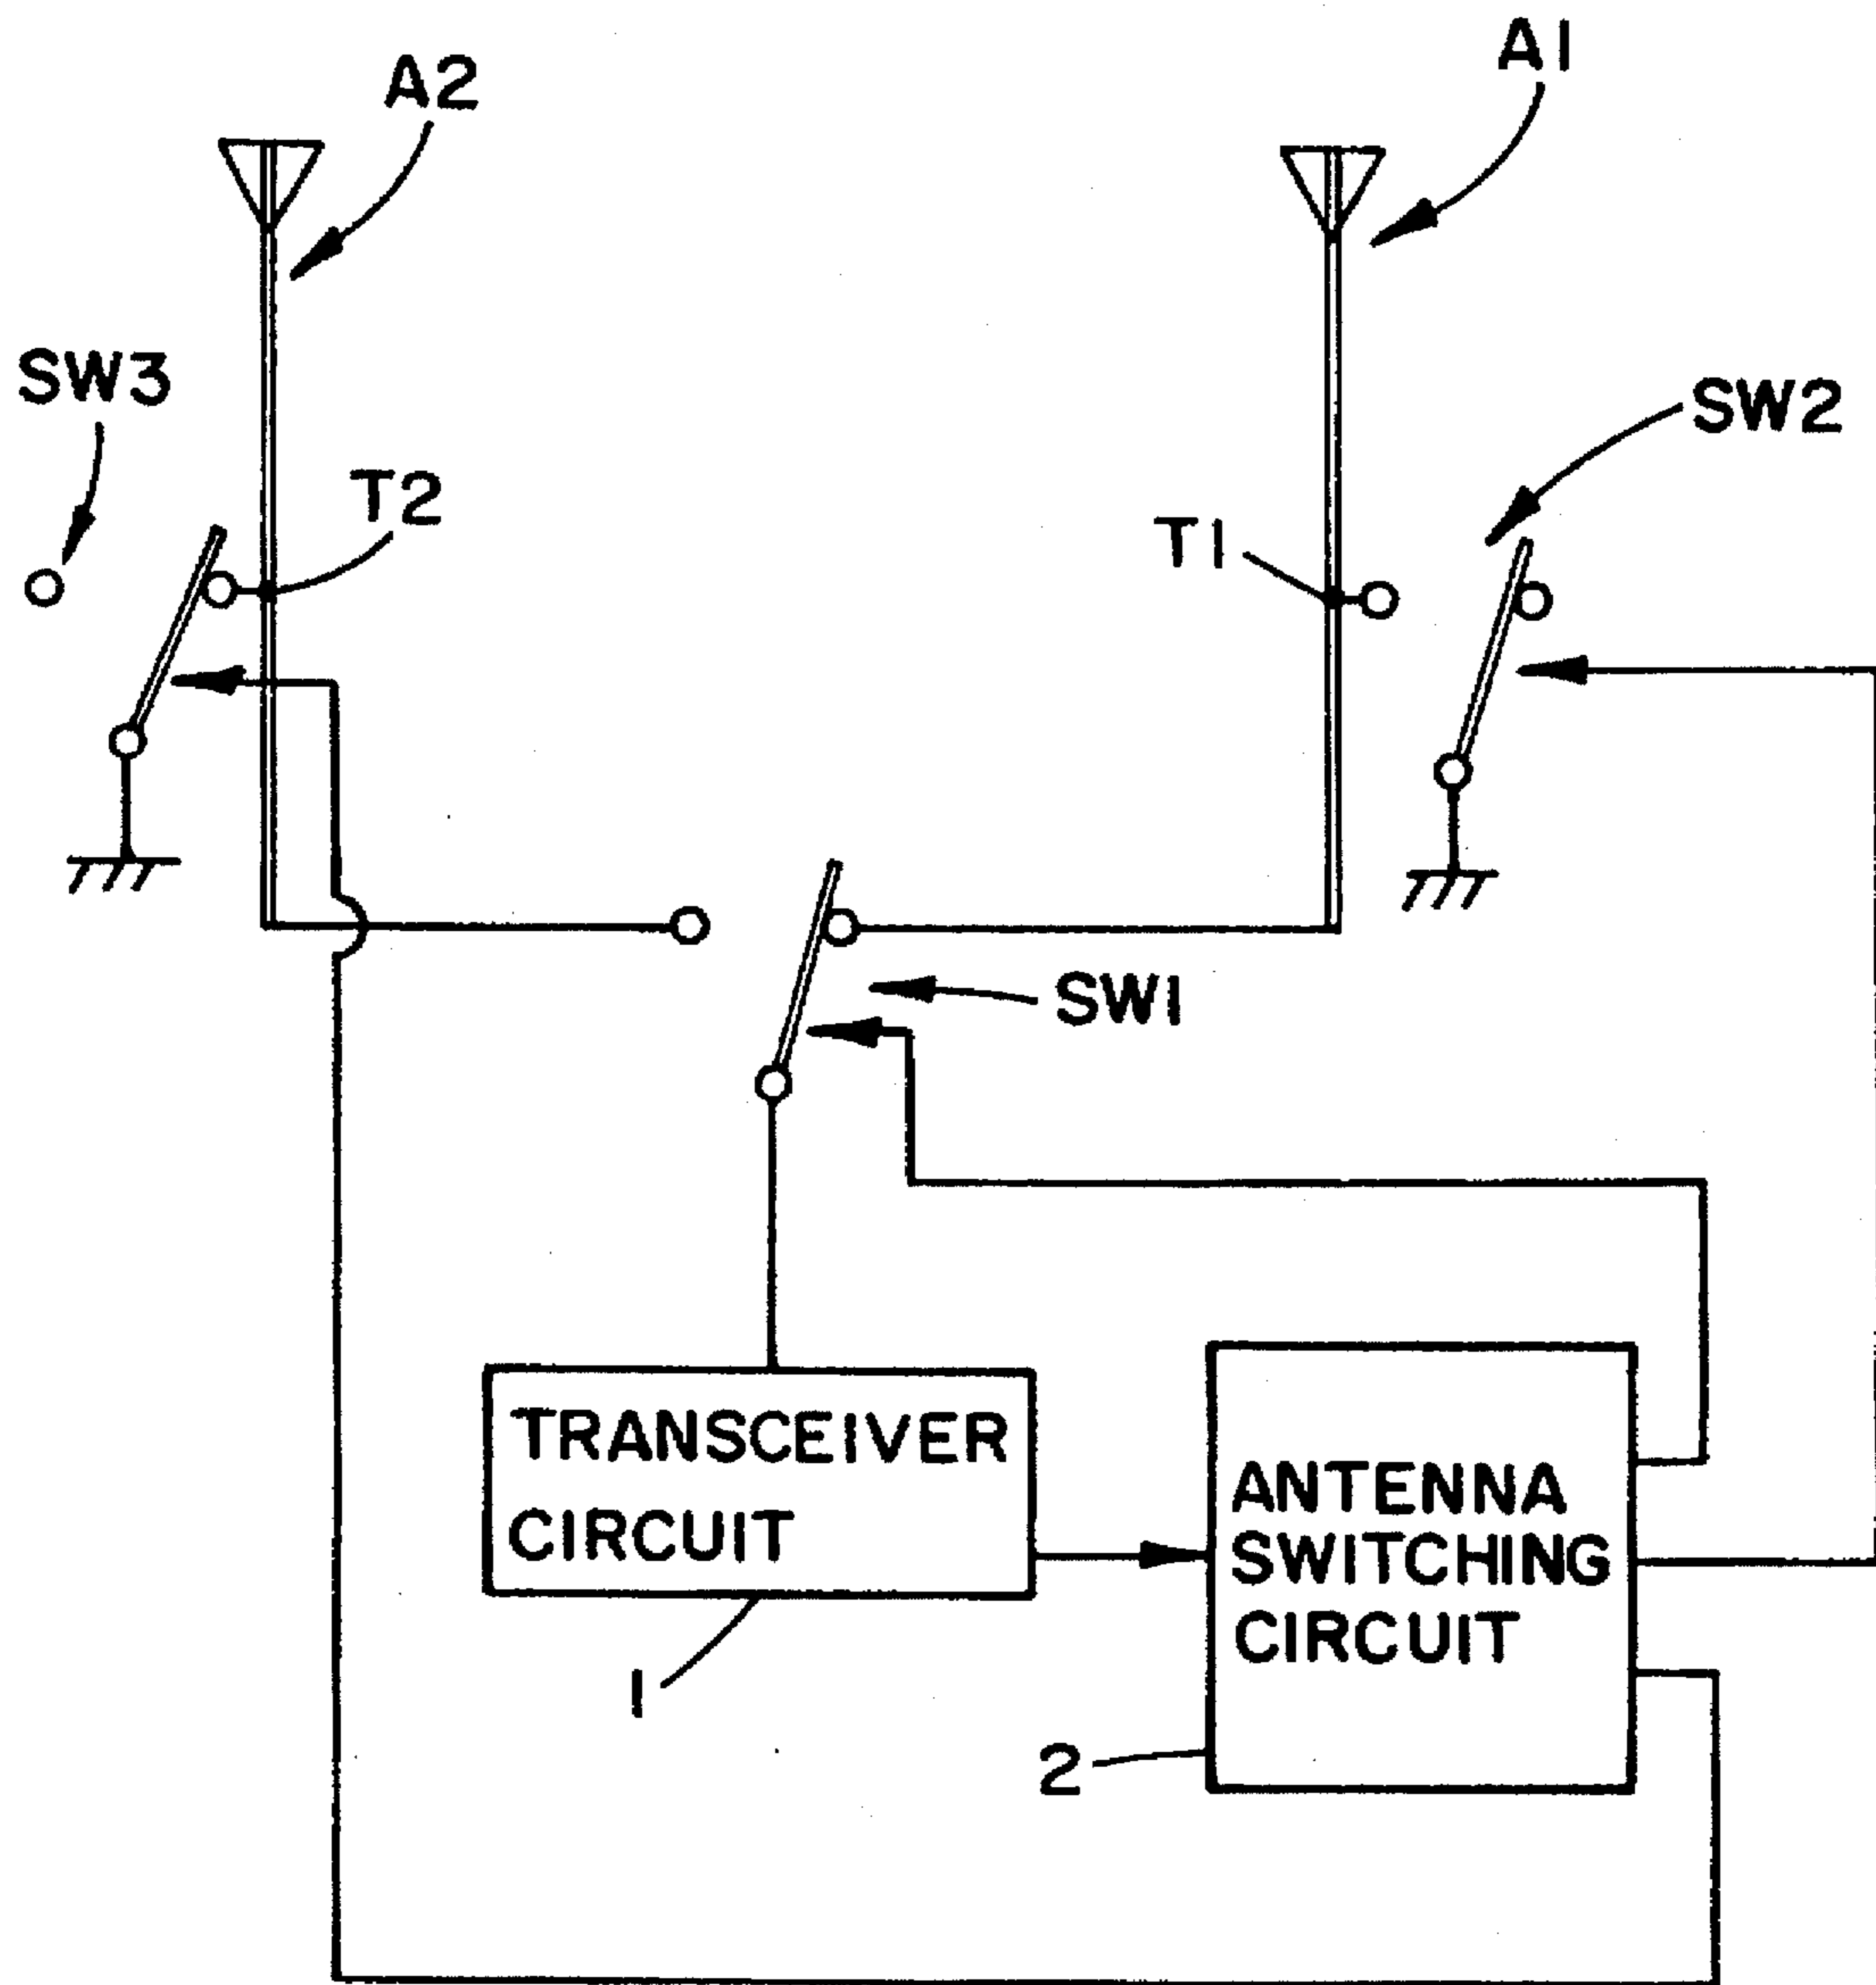 A2
A1
SW3
SW2
T2
T1
SW1
TRANSCEIVER
CIRCUIT
ANTENNA
SWITCHING
CIRCUIT
1
2